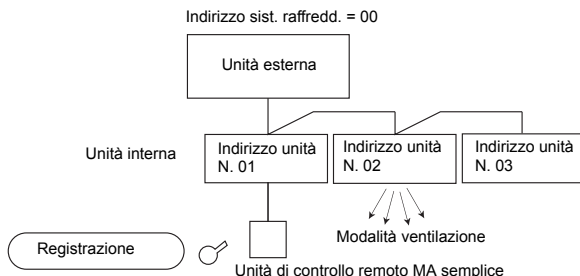 Indirizzo sist. raffredd. = 00
Unità esterna
Unità interna
Indirizzo unità
N. 01
Indirizzo unità
N. 02
Indirizzo unità
N. 03
Modalità ventilazione
Registrazione
Unità di controllo remoto MA semplice